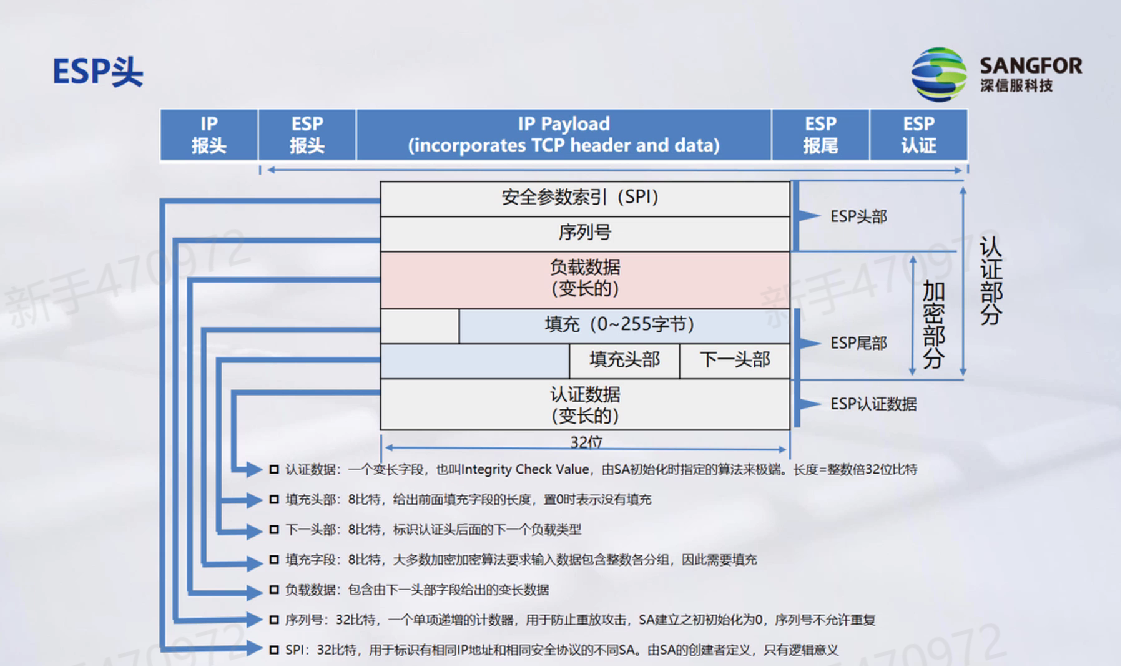 ESP头
SANGFOR
深信服科技
IP
报头
ESP
报头
IP Payload
(incorporates TCP header and data)
ESP
报尾
ESP
认证
安全参数索引（SPI）
序列号
负载数据
(变长的)
填充（0~255字节）
填充头部
下一头部
认证数据
(变长的)
ESP头部
ESP尾部
ESP认证数据
加密部分
认证部分
32位
认证数据：一个变长字段，也叫Integrity Check Value，由SA初始化时指定的算法来极端。长度=整数倍32位比特
填充头部：8比特，给出前面填充字段的长度，置0时表示没有填充
下一头部：8比特，标识认证头后面的下一个负载类型
填充字段：8比特，大多数加密加密算法要求输入数据包含整数各分组，因此需要填充
负载数据：包含由下一头部字段给出的变长数据
序列号：32比特，一个单项递增的计数器，用于防止重放攻击，SA建立之初初始化为0，序列号不允许重复
SPI：32比特，用于标识有相同IP地址和相同安全协议的不同SA。由SA的创建者定义，只有逻辑意义
新手470972
新手470972
470972
470972